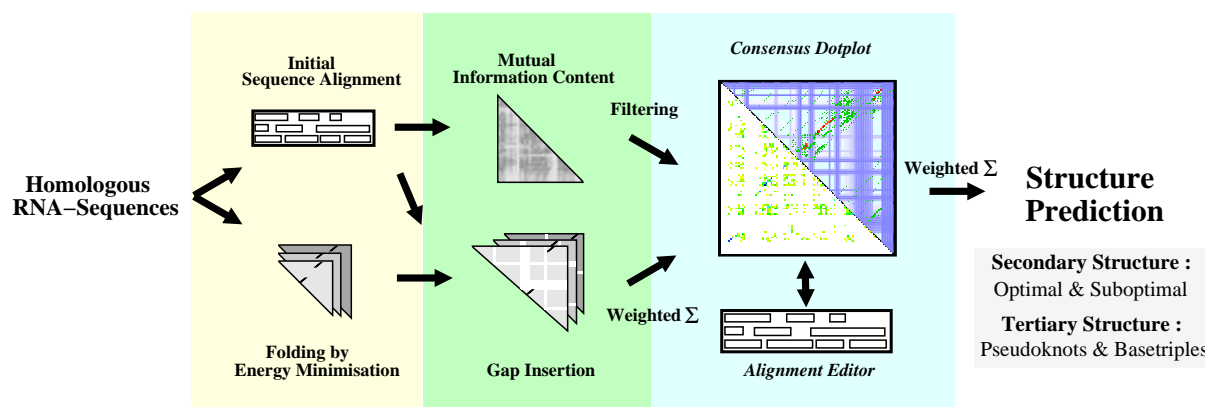 Homologous
RNA−Sequences
Initial
Sequence Alignment
Folding by
Energy Minimisation
Mutual
Information Content
Gap Insertion
Filtering
Weighted Σ
Consensus Dotplot
Alignment Editor
Weighted Σ
Structure
Prediction
Secondary Structure :
Optimal & Suboptimal
Tertiary Structure :
Pseudoknots & Basetriples